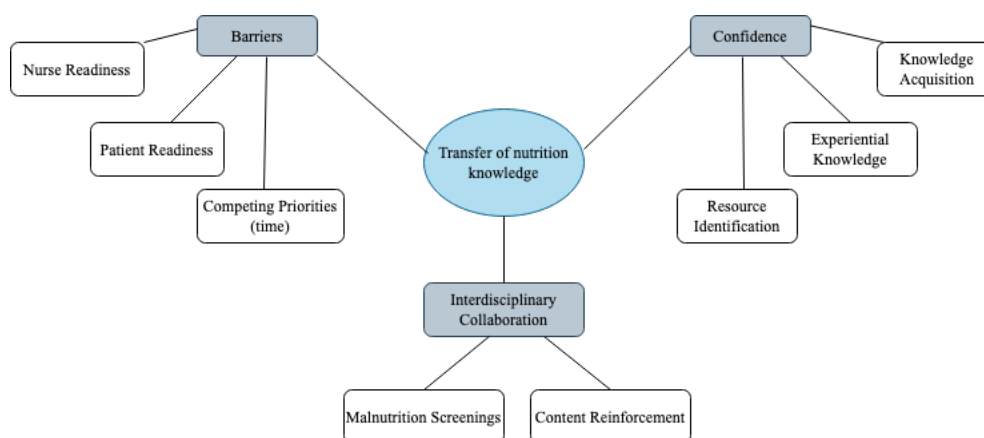 Barriers
Confidence
Nurse Readiness
Knowledge
Acquisition
Patient Readiness
Transfer of nutrition
knowledge
Experiential
Knowledge
Competing Priorities
(time)
Resource
Identification
Interdisciplinary
Collaboration
Malnutrition Screenings
Content Reinforcement